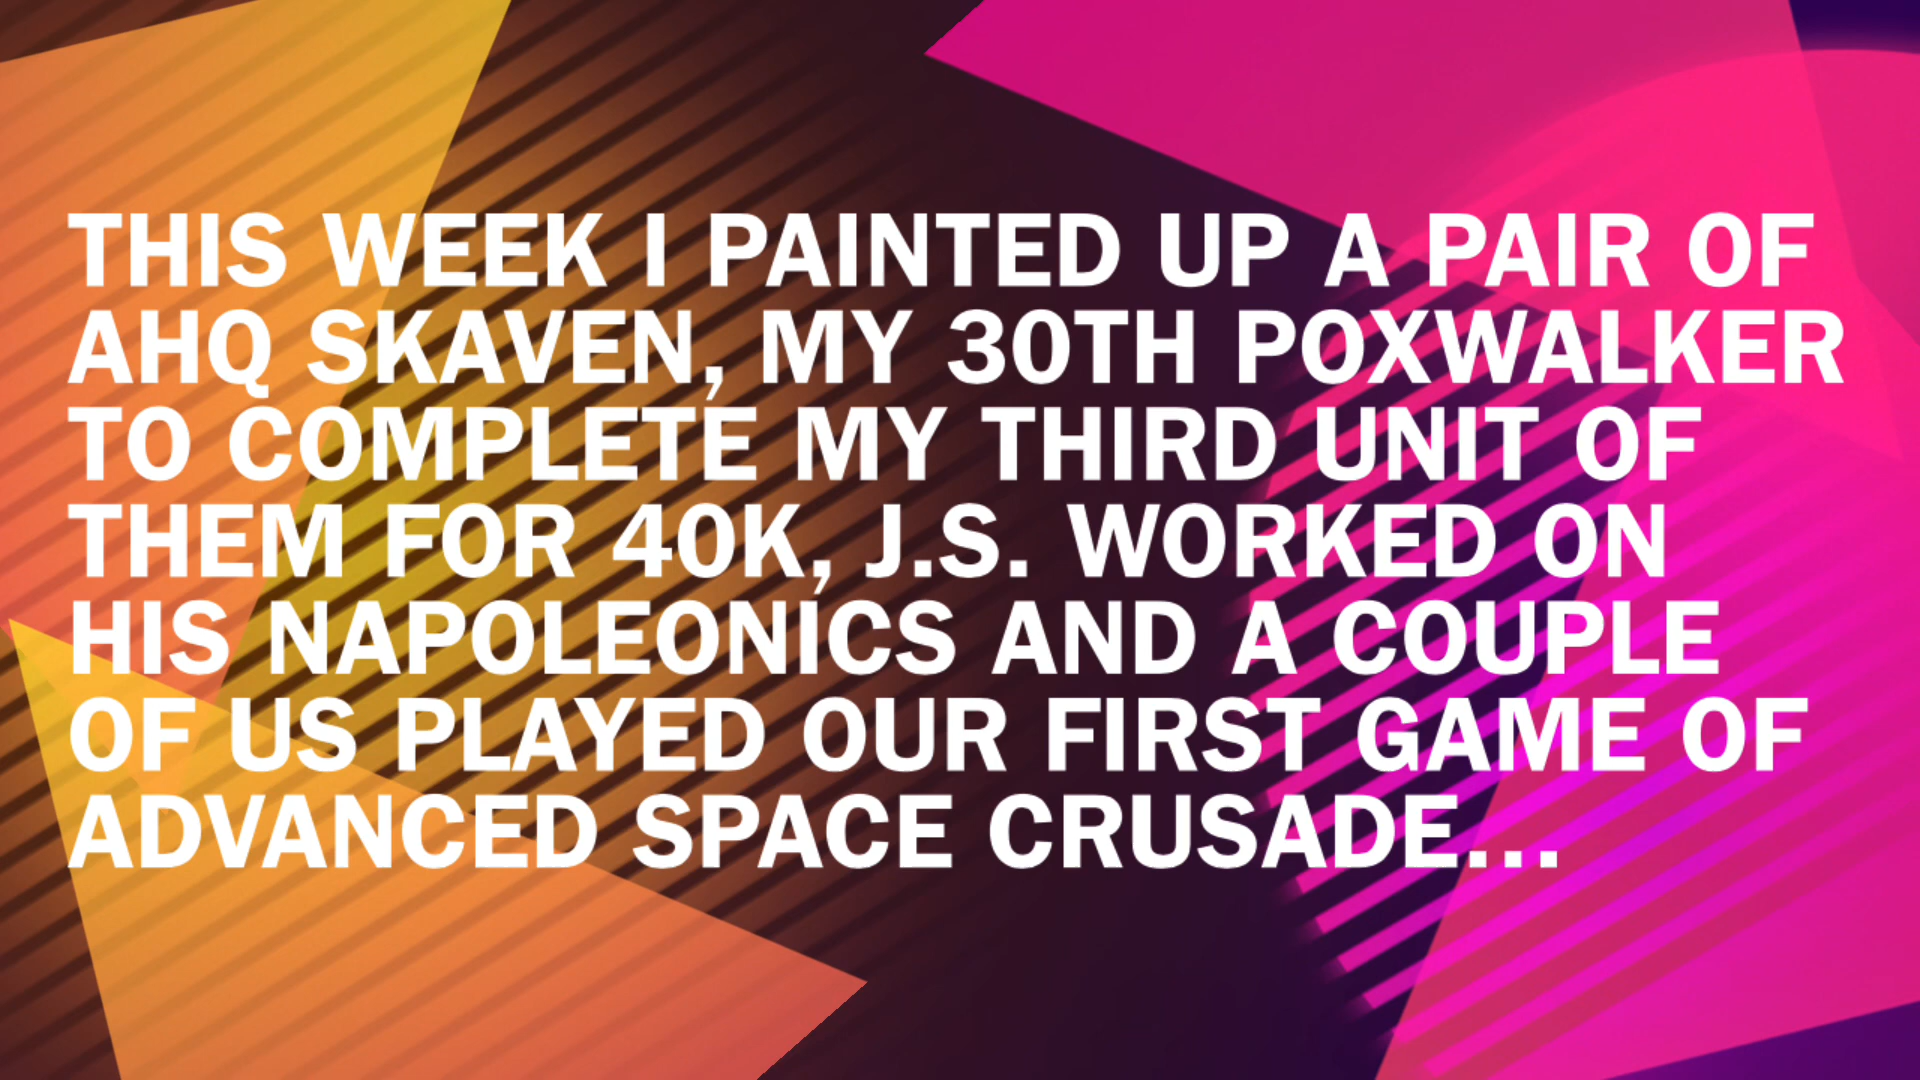 THIS WEEK I PAINTED UP A PAIR OF
AHQ SKAVEN, MY 30TH POXWALKER
TO COMPLETE MY THIRD UNIT OF
THEM FOR 40K, J.S. WORKED ON
HIS NAPOLEONICS AND A COUPLE
OF US PLAYED OUR FIRST GAME OF
ADVANCED SPACE CRUSADE...